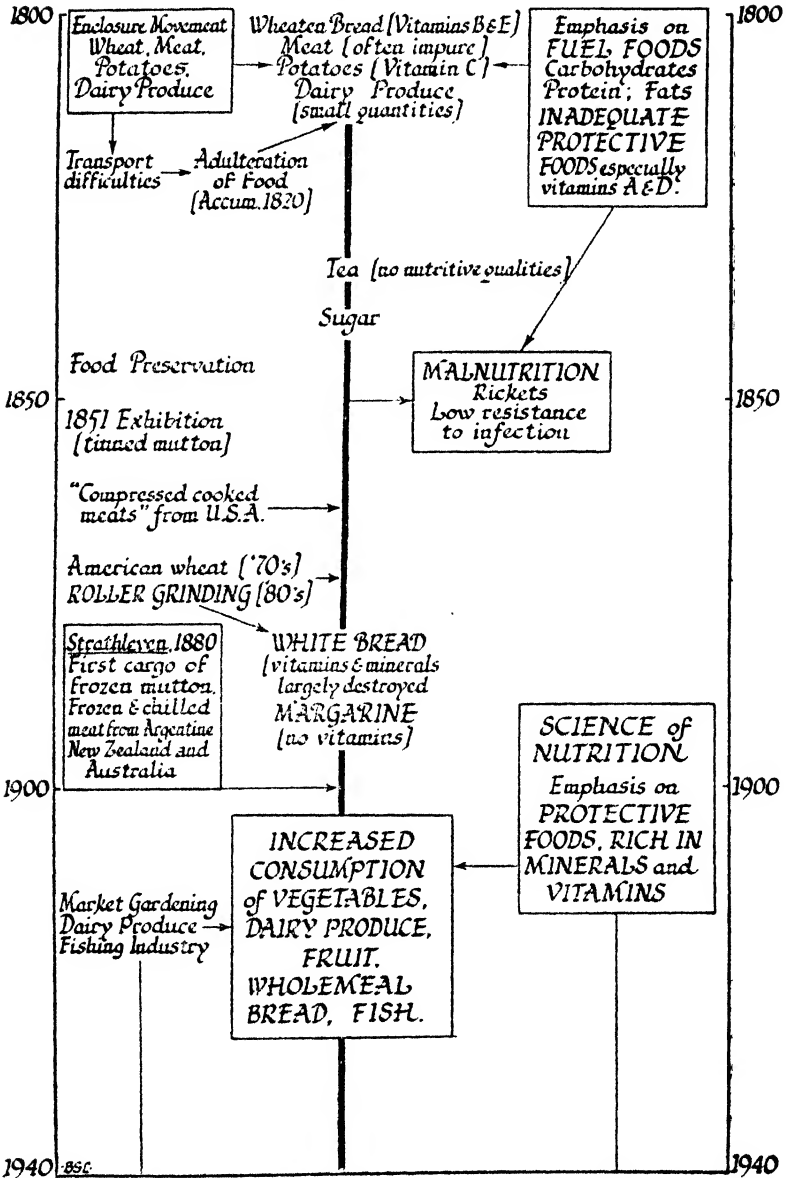 1800
1800
Enclosure Movement
Wheat, Meat,
Potatoes,
Dairy Produce
Wheaten Bread [Vitamins B & E]
Meat [often impure]
Potatoes [Vitamin C]
Dairy Produce
[small quantities]
Emphasis on
FUEL FOODS
Carbohydrates
Protein; Fats
INADEQUATE
PROTECTIVE
FOODS especially
vitamins A & D.
Transport
difficulties
Adulteration
of Food
[Accum. 1820]
Tea [no nutritive qualities]
Sugar
Food Preservation
MALNUTRITION
Rickets
Low resistance
to infection
1850
1850
1851 Exhibition
[tinned mutton]
"Compressed cooked
meats" from U.S.A.
American wheat ['70's]
ROLLER GRINDING ['80's]
Strathleven, 1880
First cargo of
frozen mutton.
Frozen & chilled
meat from Argentine
New Zealand and
Australia
WHITE BREAD
[vitamins & minerals
largely destroyed
MARGARINE
[no vitamins]
SCIENCE of
NUTRITION
Emphasis on
PROTECTIVE
FOODS, RICH IN
MINERALS and
VITAMINS
1900
1900
INCREASED
CONSUMPTION
of VEGETABLES,
DAIRY PRODUCE,
FRUIT.
WHOLEMEAL
BREAD, FISH.
Market Gardening
Dairy Produce
Fishing Industry
1940
BSC.
1940